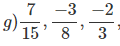 g) 7/15, -3/8, -2/3,